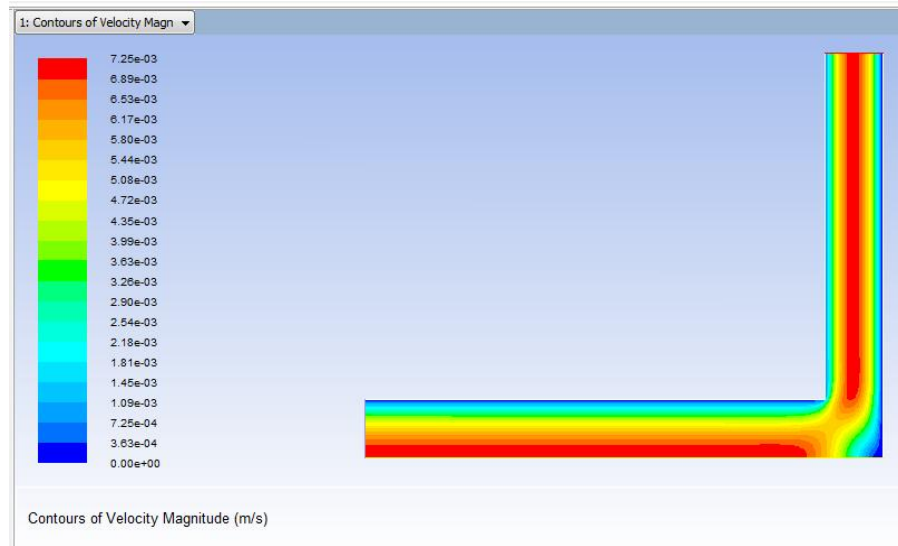 1: Contours of Velocity Magn
7.25e-03
6.89e-03
6.53e-03
6.17e-03
5.80e-03
5.44e-03
5.08e-03
4.72e-03
4.35e-03
3.99e-03
3.63e-03
3.26e-03
2.90e-03
2.54e-03
2.18e-03
1.81e-03
1.45e-03
1.09e-03
7.25e-04
3.63e-04
0.00e+00
Contours of Velocity Magnitude (m/s)